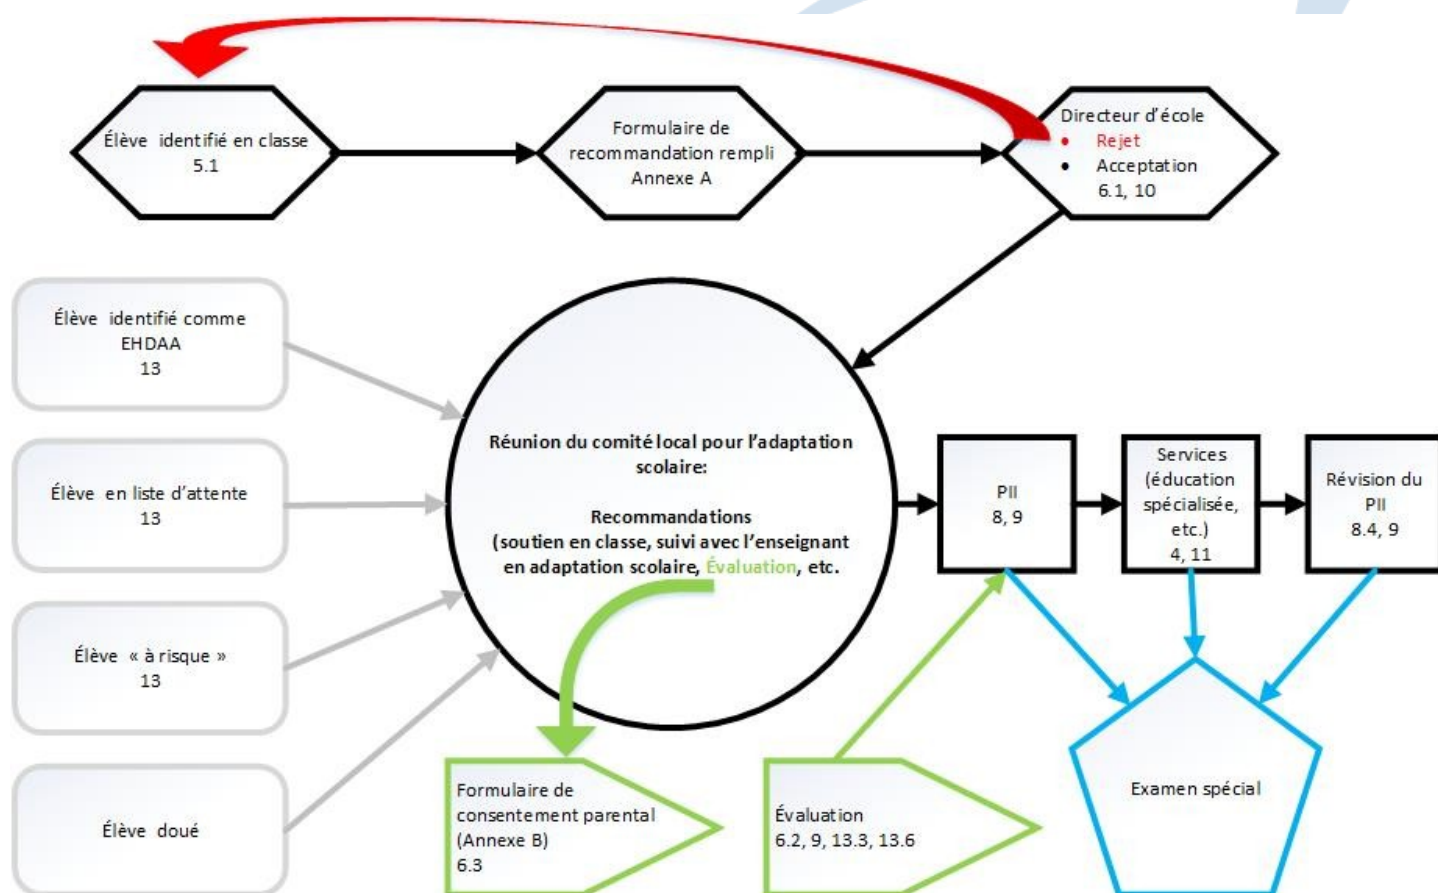 Élève identifié en classe
5.1
Formulaire de
recommandation rempli
Annexe A
Directeur d'école
• Rejet
• Acceptation
6.1, 10
Élève identifié comme
EHDAA
13
Élève en liste d'attente
13
Élève « à risque »
13
Élève doué
Réunion du comité local pour l'adaptation
scolaire:
Recommandations
(soutien en classe, suivi avec l'enseignant
en adaptation scolaire, Évaluation, etc.
PII
8, 9
Services
(éducation
spécialisée,
etc.)
4, 11
Révision du
PII
8.4, 9
Formulaire de
consentement parental
(Annexe B)
6.3
Évaluation
6.2, 9, 13.3, 13.6
Examen spécial